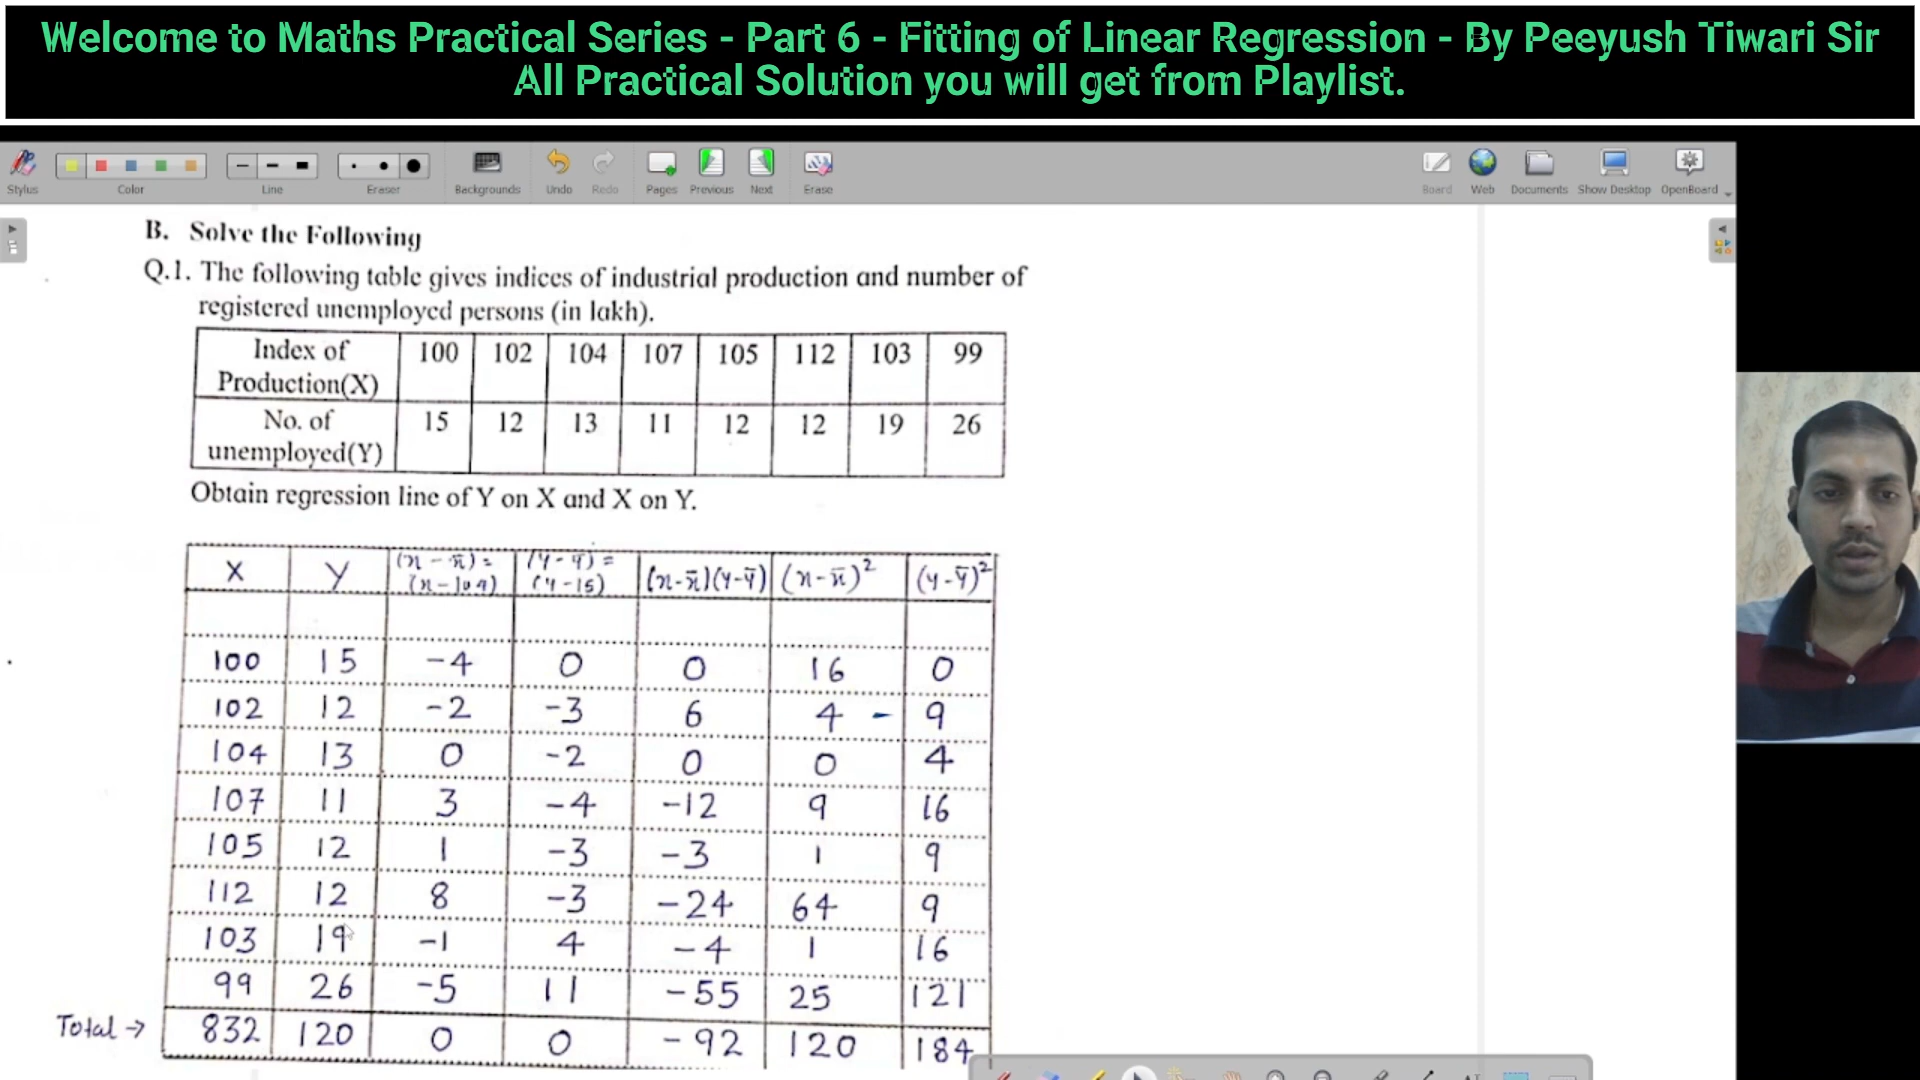 Welcome to Maths Practical Series - Part 6 - Fitting of Linear Regression - By Peeyush Tiwari Sir
All Practical Solution you will get from Playlist.
Stylus Color Line Eraser Backgrounds Undo Redo Pages Previous Next Erase Board Web Documents Show Desktop OpenBoard
B. Solve the Following
Q.1. The following table gives indices of industrial production and number of
registered unemployed persons (in lakh).
Index of Production(X) 100 102 104 107 105 112 103 99
No. of unemployed(Y) 15 12 13 11 12 12 19 26
Obtain regression line of Y on X and X on Y.
X Y (x - x̄) = (x - 104) (y - ȳ) = (y - 15) (x-x̄)(y-ȳ) (x-x̄)² (y-ȳ)²
100 15 -4 0 0 16 0
102 12 -2 -3 6 4 - 9
104 13 0 -2 0 0 4
107 11 3 -4 -12 9 16
105 12 1 -3 -3 1 9
112 12 8 -3 -24 64 9
103 19 -1 4 -4 1 16
99 26 -5 11 -55 25 121
Total → 832 120 0 0 -92 120 184